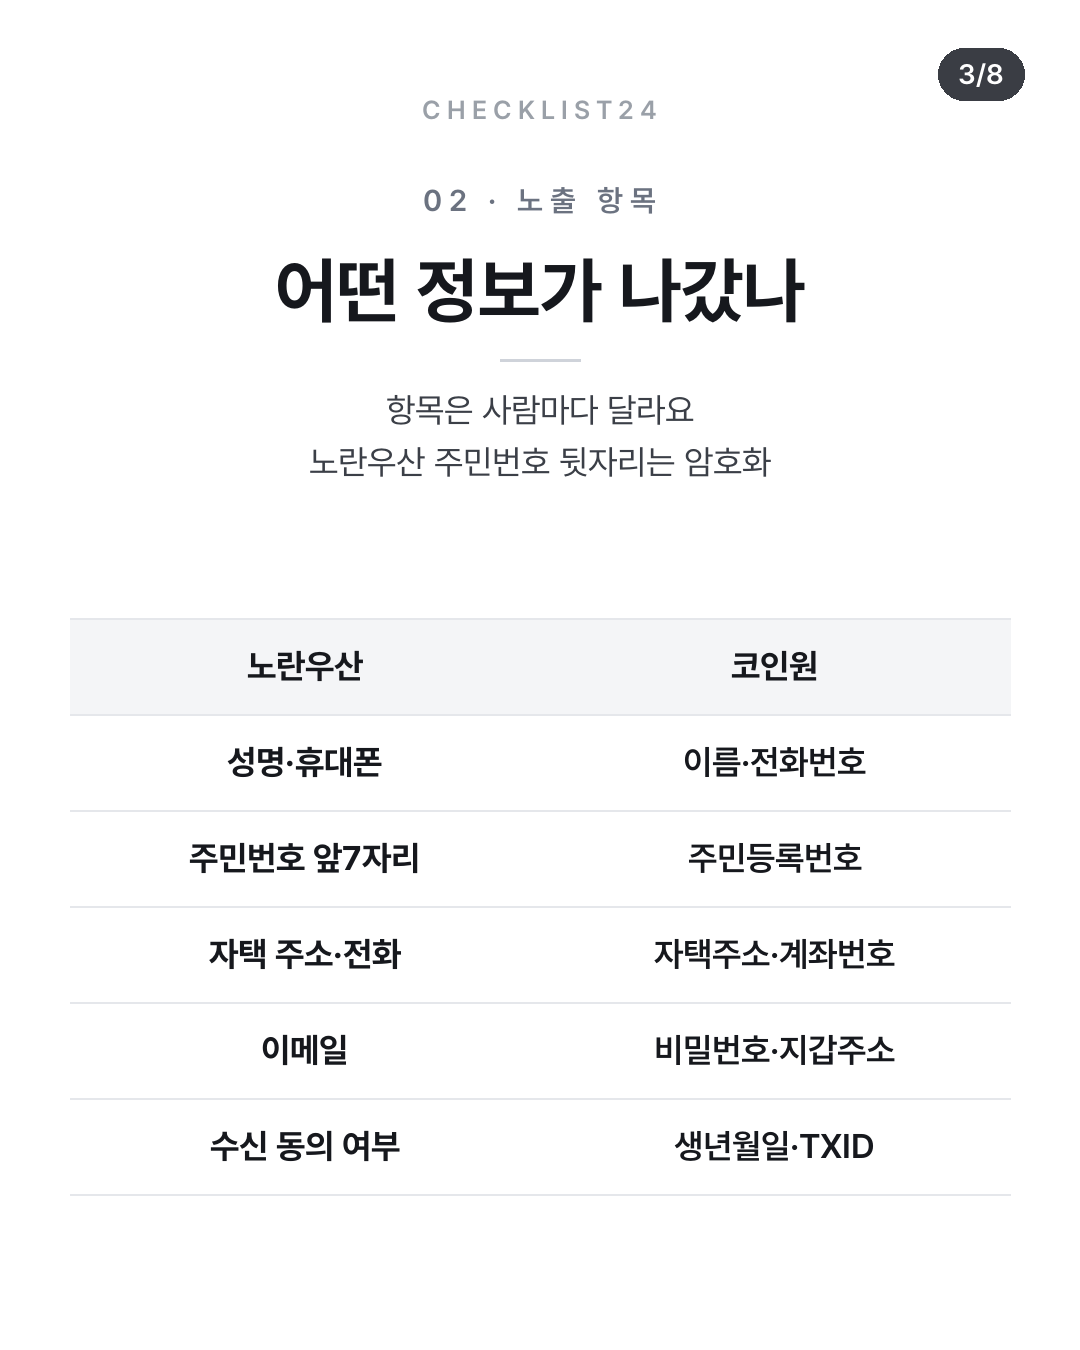 3/8
CHECKLIST24
02 · 노출 항목
어떤 정보가 나갔나
항목은 사람마다 달라요
노란우산 주민번호 뒷자리는 암호화
노란우산 코인원
성명·휴대폰 이름·전화번호
주민번호 앞7자리 주민등록번호
자택 주소·전화 자택주소·계좌번호
이메일 비밀번호·지갑주소
수신 동의 여부 생년월일·TXID